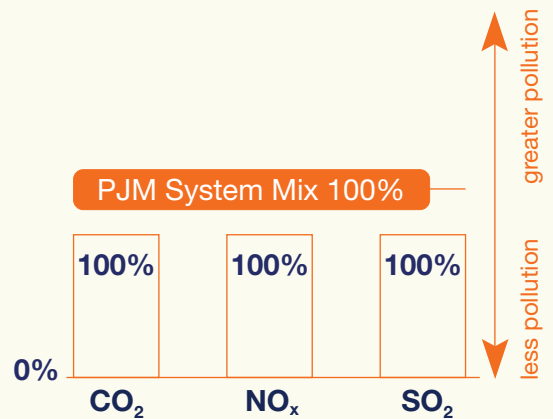 greater pollution
PJM System Mix 100%
100% 100% 100%
less pollution
0%
CO₂ NOₓ SO₂